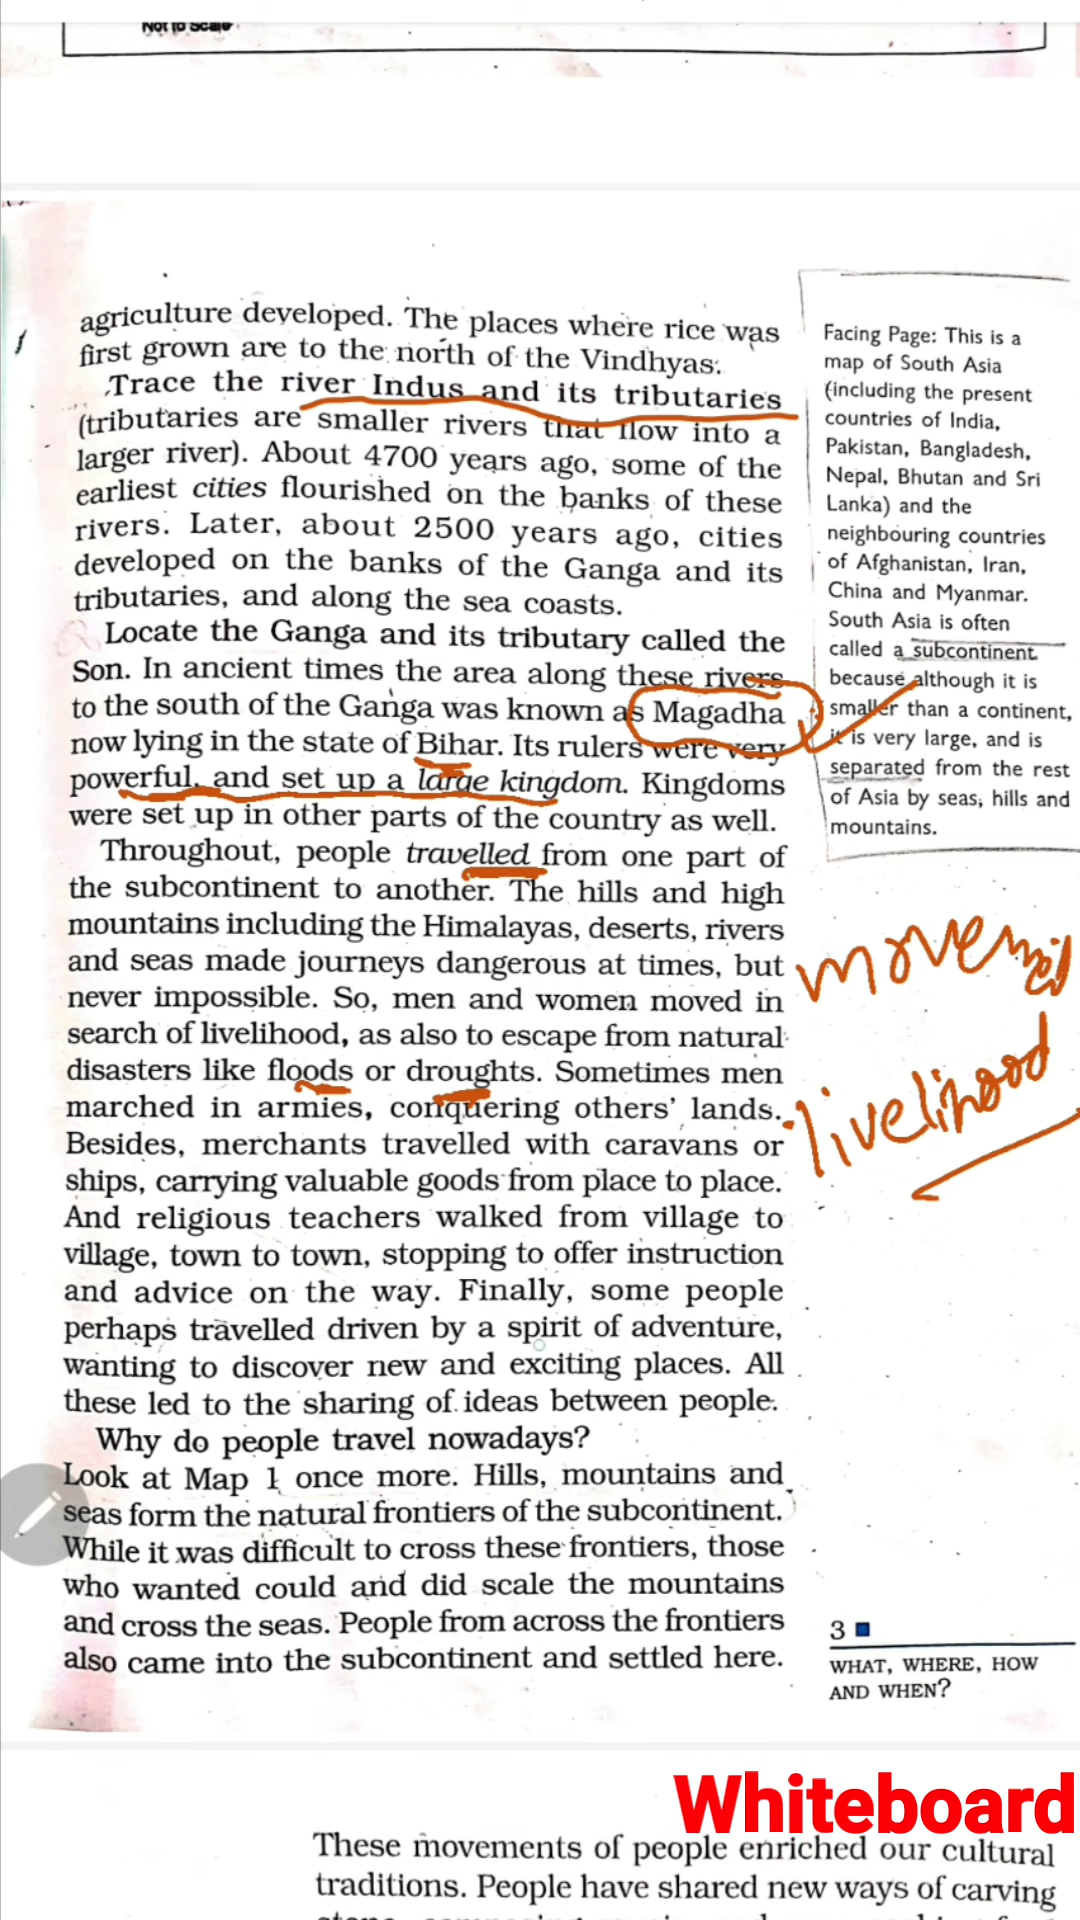 Not to Scale
agriculture developed. The places where rice was
first grown are to the north of the Vindhyas.
Trace the river Indus and its tributaries
(tributaries are smaller rivers that flow into a
larger river). About 4700 years ago, some of the
earliest cities flourished on the banks of these
rivers. Later, about 2500 years ago, cities
developed on the banks of the Ganga and its
tributaries, and along the sea coasts.
Locate the Ganga and its tributary called the
Son. In ancient times the area along these rivers
to the south of the Ganga was known as Magadha
now lying in the state of Bihar. Its rulers were very
powerful, and set up a large kingdom. Kingdoms
were set up in other parts of the country as well.
Throughout, people travelled from one part of
the subcontinent to another. The hills and high
mountains including the Himalayas, deserts, rivers
and seas made journeys dangerous at times, but
never impossible. So, men and women moved in
search of livelihood, as also to escape from natural
disasters like floods or droughts. Sometimes men
marched in armies, conquering others' lands.
Besides, merchants travelled with caravans or
ships, carrying valuable goods from place to place.
And religious teachers walked from village to
village, town to town, stopping to offer instruction
and advice on the way. Finally, some people
perhaps travelled driven by a spirit of adventure,
wanting to discover new and exciting places. All
these led to the sharing of ideas between people.
Why do people travel nowadays?
Look at Map 1 once more. Hills, mountains and
seas form the natural frontiers of the subcontinent.
While it was difficult to cross these frontiers, those
who wanted could and did scale the mountains
and cross the seas. People from across the frontiers
also came into the subcontinent and settled here.
Facing Page: This is a
map of South Asia
(including the present
countries of India,
Pakistan, Bangladesh,
Nepal, Bhutan and Sri
Lanka) and the
neighbouring countries
of Afghanistan, Iran,
China and Myanmar.
South Asia is often
called a subcontinent
because although it is
smaller than a continent,
it is very large, and is
separated from the rest
of Asia by seas, hills and
mountains.
livelihood
3
WHAT, WHERE, HOW
AND WHEN?
Whiteboard
These movements of people enriched our cultural
traditions. People have shared new ways of carving